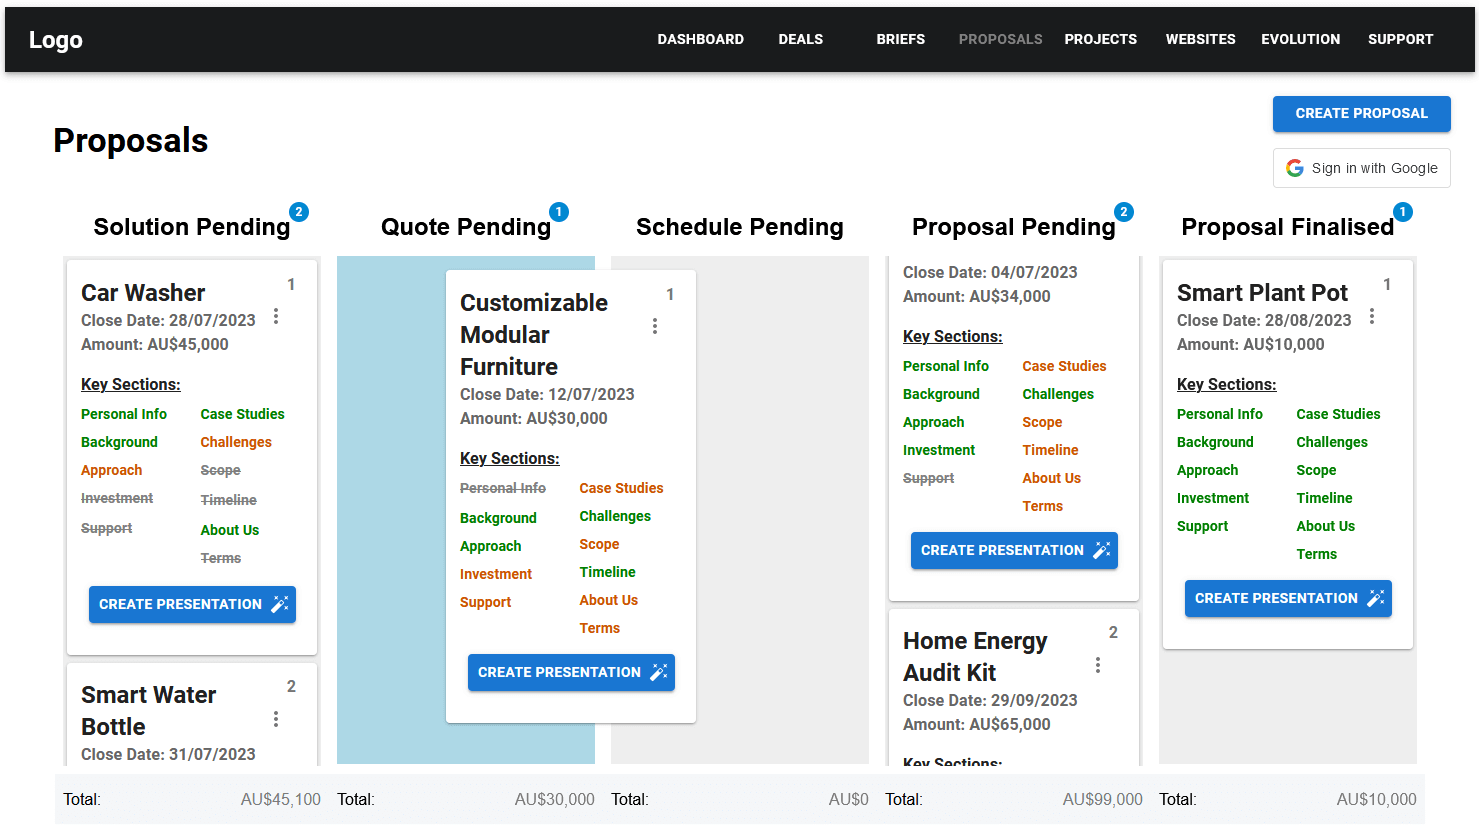 Logo
DASHBOARD DEALS BRIEFS PROPOSALS PROJECTS WEBSITES EVOLUTION SUPPORT
CREATE PROPOSAL
Proposals
Sign in with Google
Solution Pending 2
Quote Pending 1
Schedule Pending
Proposal Pending 2
Proposal Finalised 1
Car Washer 1
Close Date: 28/07/2023
Amount: AU$45,000
Key Sections:
Personal Info Case Studies
Background Challenges
Approach Scope
Investment Timeline
Support About Us
Terms
CREATE PRESENTATION
Smart Water 2
Bottle
Close Date: 31/07/2023
Customizable 1
Modular
Furniture
Close Date: 12/07/2023
Amount: AU$30,000
Key Sections:
Personal Info Case Studies
Background Challenges
Approach Scope
Investment Timeline
Support About Us
Terms
CREATE PRESENTATION
Close Date: 04/07/2023
Amount: AU$34,000
Key Sections:
Personal Info Case Studies
Background Challenges
Approach Scope
Investment Timeline
Support About Us
Terms
CREATE PRESENTATION
Home Energy 2
Audit Kit
Close Date: 29/09/2023
Amount: AU$65,000
Key Sections:
Smart Plant Pot 1
Close Date: 28/08/2023
Amount: AU$10,000
Key Sections:
Personal Info Case Studies
Background Challenges
Approach Scope
Investment Timeline
Support About Us
Terms
CREATE PRESENTATION
Total: AU$45,100
Total: AU$30,000
Total: AU$0
Total: AU$99,000
Total: AU$10,000